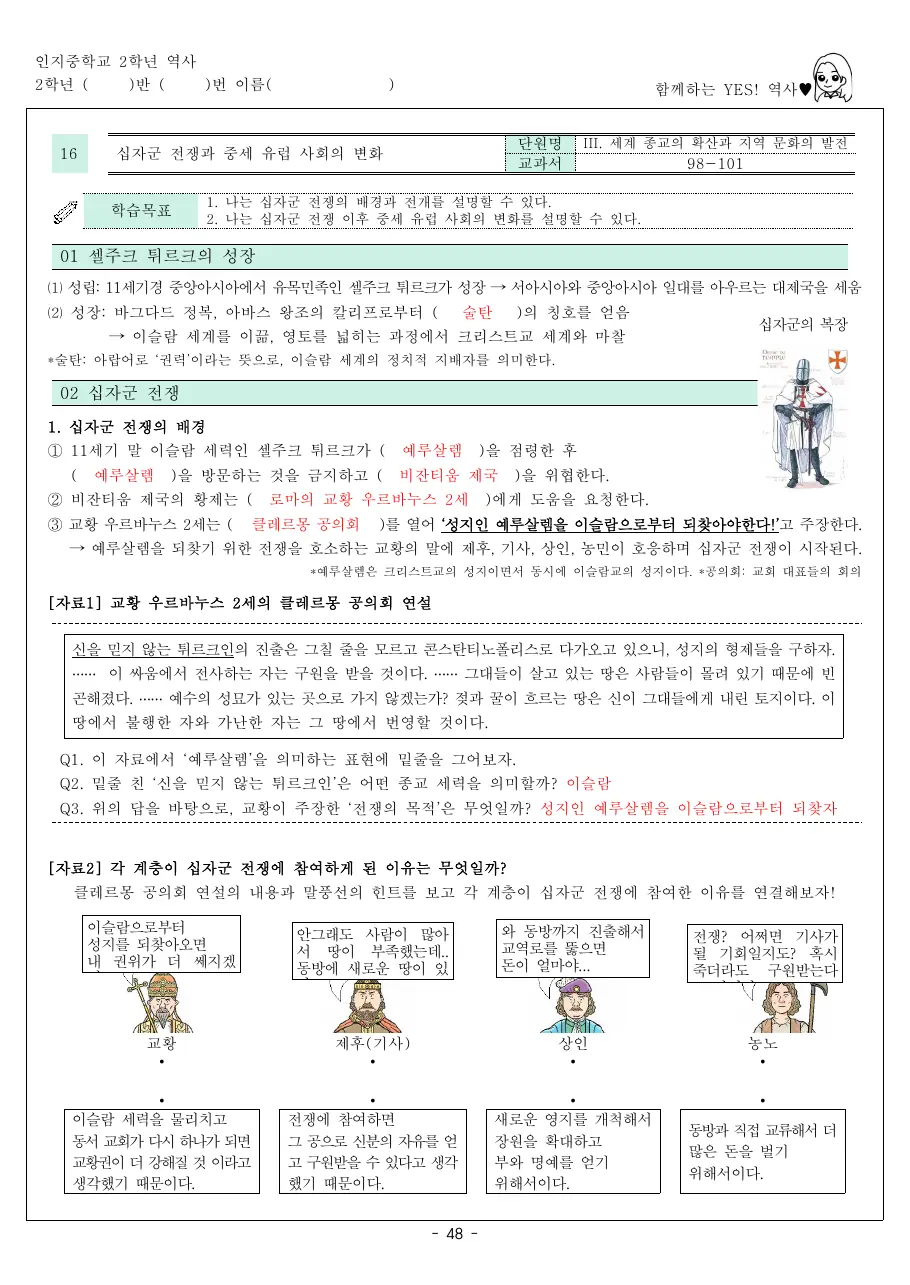 인지중학교 2학년 역사
2학년 (    )반 (    )번 이름(            )
함께하는 YES! 역사♥
16
십자군 전쟁과 중세 유럽 사회의 변화
단원명
III. 세계 종교의 확산과 지역 문화의 발전
교과서
98-101
학습목표
1. 나는 십자군 전쟁의 배경과 전개를 설명할 수 있다.
2. 나는 십자군 전쟁 이후 중세 유럽 사회의 변화를 설명할 수 있다.
01 셀주크 튀르크의 성장
⑴ 성립: 11세기경 중앙아시아에서 유목민족인 셀주크 튀르크가 성장 → 서아시아와 중앙아시아 일대를 아우르는 대제국을 세움
⑵ 성장: 바그다드 정복, 아바스 왕조의 칼리프로부터 (   술탄   )의 칭호를 얻음
→ 이슬람 세계를 이끎, 영토를 넓히는 과정에서 크리스트교 세계와 마찰
*술탄: 아랍어로 ‘권력’이라는 뜻으로, 이슬람 세계의 정치적 지배자를 의미한다.
십자군의 복장
02 십자군 전쟁
1. 십자군 전쟁의 배경
① 11세기 말 이슬람 세력인 셀주크 튀르크가 (  예루살렘  )을 점령한 후
(  예루살렘  )을 방문하는 것을 금지하고 (  비잔티움 제국  )을 위협한다.
② 비잔티움 제국의 황제는 (  로마의 교황 우르바누스 2세  )에게 도움을 요청한다.
③ 교황 우르바누스 2세는 (  클레르몽 공의회  )를 열어 ‘성지인 예루살렘을 이슬람으로부터 되찾아야한다!’고 주장한다.
→ 예루살렘을 되찾기 위한 전쟁을 호소하는 교황의 말에 제후, 기사, 상인, 농민이 호응하며 십자군 전쟁이 시작된다.
*예루살렘은 크리스트교의 성지이면서 동시에 이슬람교의 성지이다. *공의회: 교회 대표들의 회의
[자료1] 교황 우르바누스 2세의 클레르몽 공의회 연설
신을 믿지 않는 튀르크인의 진출은 그칠 줄을 모르고 콘스탄티노폴리스로 다가오고 있으니, 성지의 형제들을 구하자.
…… 이 싸움에서 전사하는 자는 구원을 받을 것이다. …… 그대들이 살고 있는 땅은 사람들이 몰려 있기 때문에 빈
곤해졌다. …… 예수의 성묘가 있는 곳으로 가지 않겠는가? 젖과 꿀이 흐르는 땅은 신이 그대들에게 내린 토지이다. 이
땅에서 불행한 자와 가난한 자는 그 땅에서 번영할 것이다.
Q1. 이 자료에서 ‘예루살렘’을 의미하는 표현에 밑줄을 그어보자.
Q2. 밑줄 친 ‘신을 믿지 않는 튀르크인’은 어떤 종교 세력을 의미할까? 이슬람
Q3. 위의 답을 바탕으로, 교황이 주장한 ‘전쟁의 목적’은 무엇일까? 성지인 예루살렘을 이슬람으로부터 되찾자
[자료2] 각 계층이 십자군 전쟁에 참여하게 된 이유는 무엇일까?
클레르몽 공의회 연설의 내용과 말풍선의 힌트를 보고 각 계층이 십자군 전쟁에 참여한 이유를 연결해보자!
이슬람으로부터
성지를 되찾아오면
내 권위가 더 쎄지겠
안그래도 사람이 많아
서 땅이 부족했는데..
동방에 새로운 땅이 있
와 동방까지 진출해서
교역로를 뚫으면
돈이 얼마야...
전쟁? 어쩌면 기사가
될 기회일지도? 혹시
죽더라도 구원받는다
교황
제후(기사)
상인
농노
이슬람 세력을 물리치고
동서 교회가 다시 하나가 되면
교황권이 더 강해질 것 이라고
생각했기 때문이다.
전쟁에 참여하면
그 공으로 신분의 자유를 얻
고 구원받을 수 있다고 생각
했기 때문이다.
새로운 영지를 개척해서
장원을 확대하고
부와 명예를 얻기
위해서이다.
동방과 직접 교류해서 더
많은 돈을 벌기
위해서이다.
- 48 -